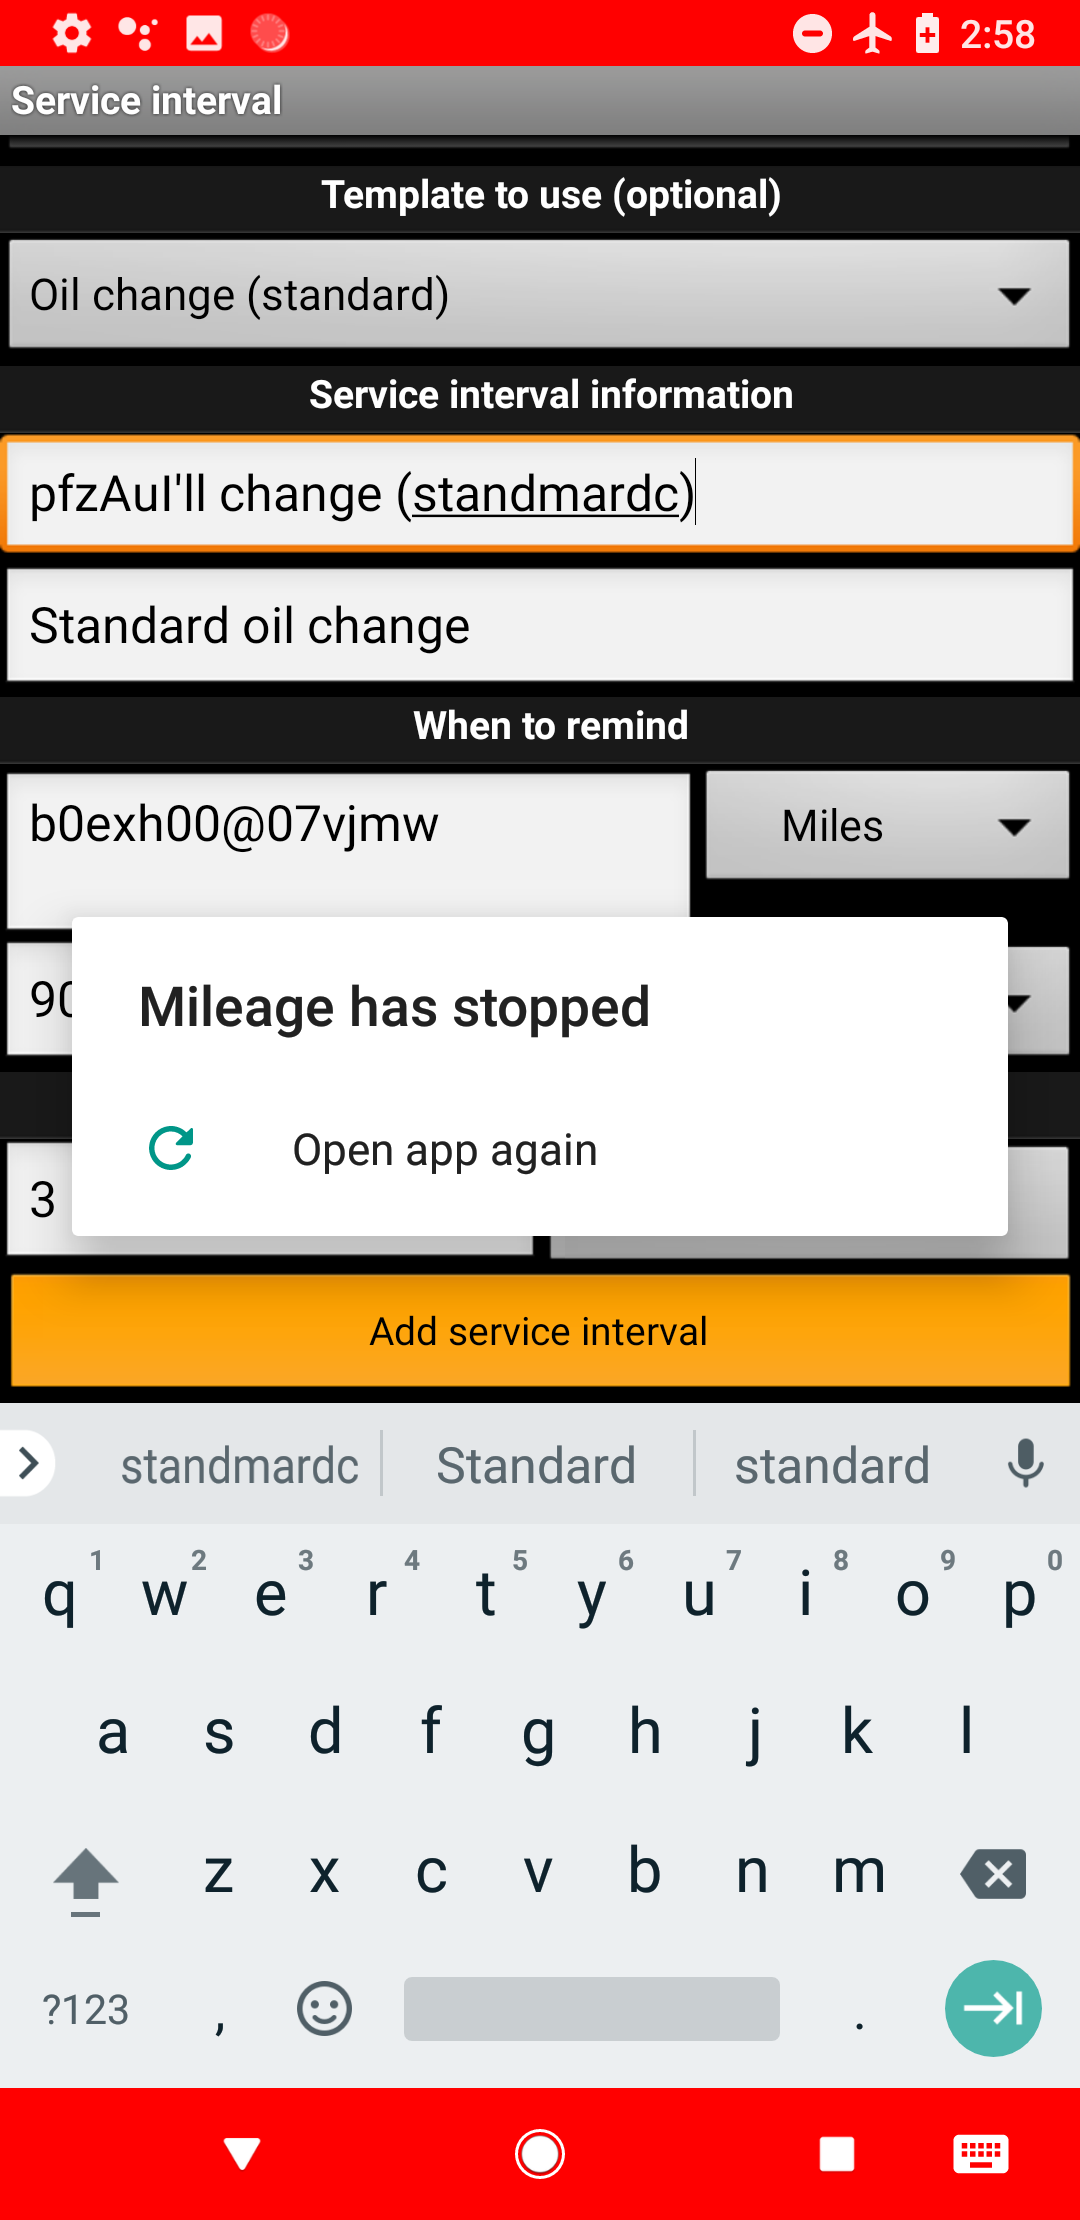 2:58
Service interval
Template to use (optional)
Oil change (standard)
Service interval information
pfzAuI'll change (standmardc)
Standard oil change
When to remind
b0exh00@07vjmw
Miles
90
Mileage has stopped
Open app again
3
Add service interval
standmardc Standard standard
1 2 3 4 5 6 7 8 9 0
q w e r t y u i o p
a s d f g h j k l
z x c v b n m
?123 , .